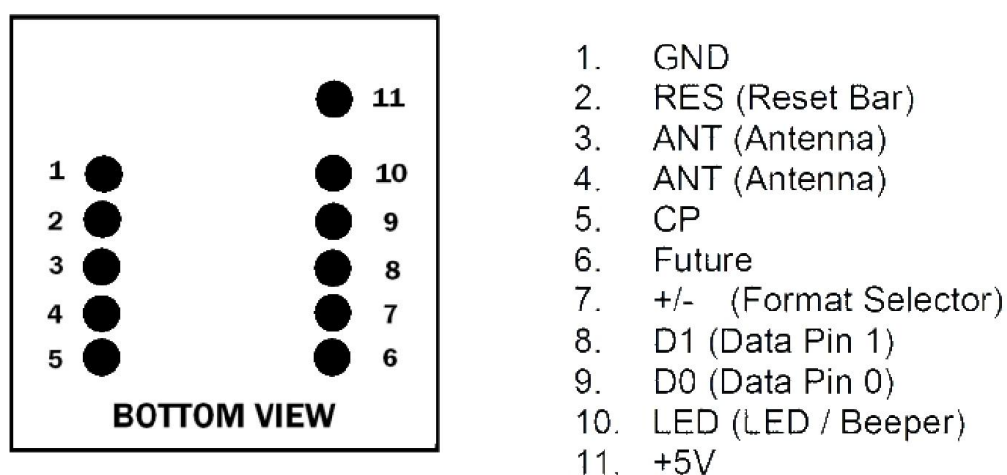 11
1 10
2 9
3 8
4 7
5 6
BOTTOM VIEW
1. GND
2. RES (Reset Bar)
3. ANT (Antenna)
4. ANT (Antenna)
5. CP
6. Future
7. +/- (Format Selector)
8. D1 (Data Pin 1)
9. D0 (Data Pin 0)
10. LED (LED / Beeper)
11. +5V